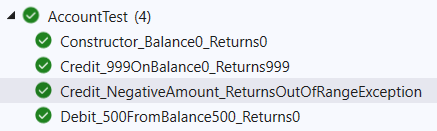 AccountTest (4)
Constructor_Balance0_Returns0
Credit_999OnBalance0_Returns999
Credit_NegativeAmount_ReturnsOutOfRangeException
Debit_500FromBalance500_Returns0